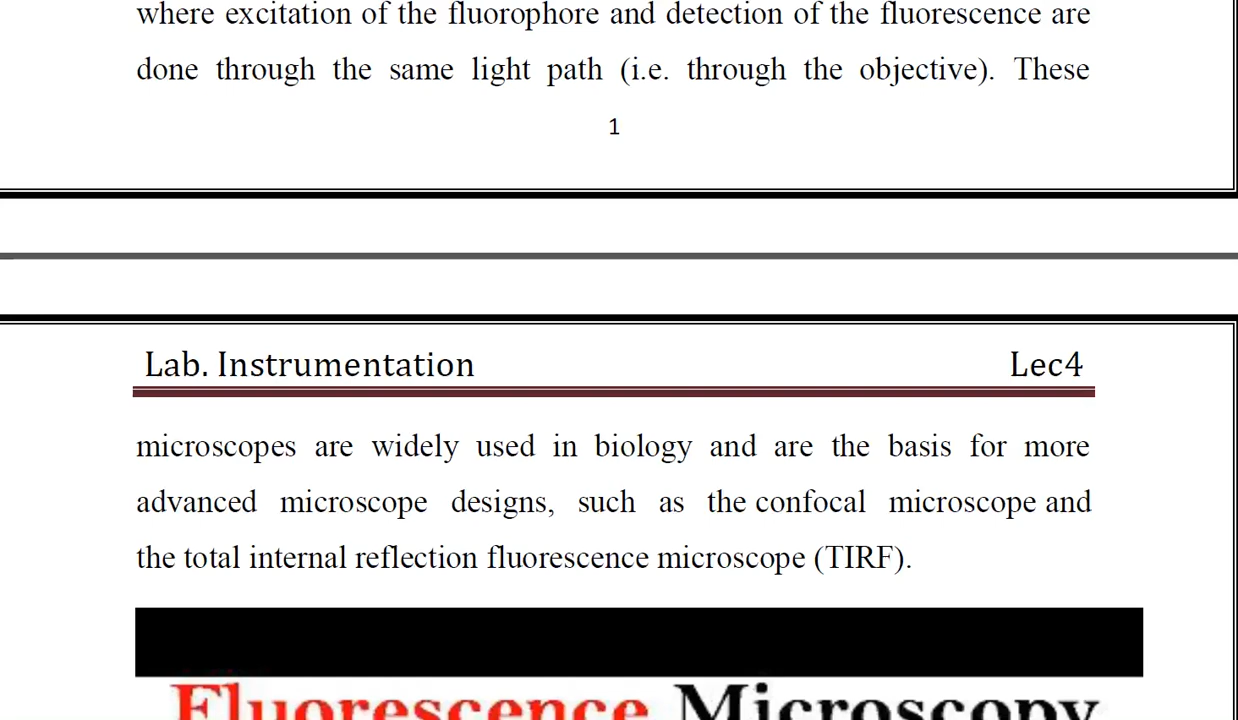 where excitation of the fluorophore and detection of the fluorescence are
done through the same light path (i.e. through the objective). These
1
Lab. Instrumentation Lec4
microscopes are widely used in biology and are the basis for more
advanced microscope designs, such as the confocal microscope and
the total internal reflection fluorescence microscope (TIRF).
Fluorescence Microscopy